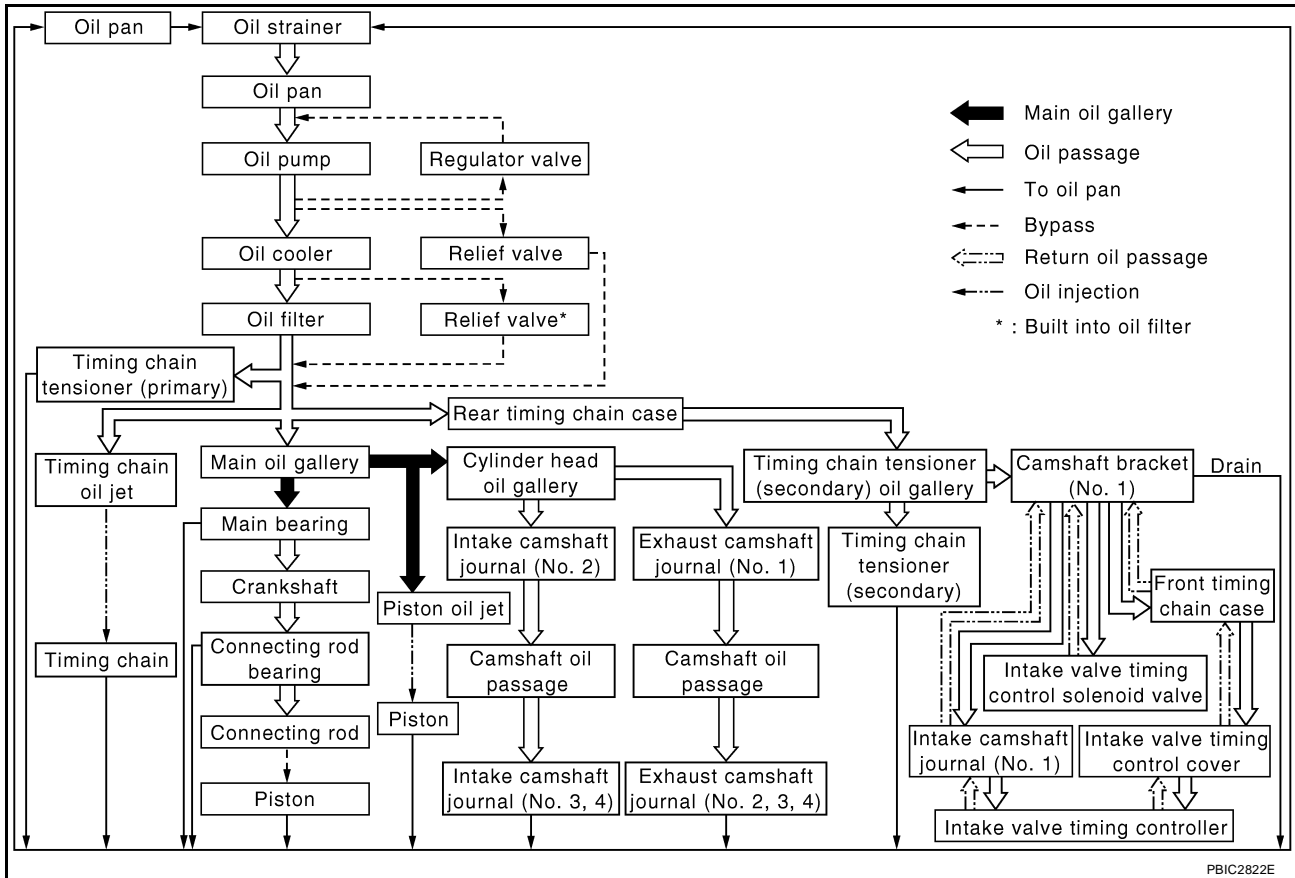 Oil pan
Oil strainer
Oil pan
Oil pump
Regulator valve
Oil cooler
Relief valve
Oil filter
Relief valve*
Main oil gallery
Oil passage
To oil pan
Bypass
Return oil passage
Oil injection
* : Built into oil filter
Timing chain
tensioner (primary)
Rear timing chain case
Timing chain
oil jet
Main oil gallery
Cylinder head
oil gallery
Timing chain tensioner
(secondary) oil gallery
Camshaft bracket
(No. 1)
Drain
Main bearing
Intake camshaft
journal (No. 2)
Exhaust camshaft
journal (No. 1)
Timing chain
tensioner
(secondary)
Crankshaft
Piston oil jet
Front timing
chain case
Timing chain
Connecting rod
bearing
Camshaft oil
passage
Camshaft oil
passage
Intake valve timing
control solenoid valve
Connecting rod
Piston
Intake camshaft
journal (No. 1)
Intake valve timing
control cover
Piston
Intake camshaft
journal (No. 3, 4)
Exhaust camshaft
journal (No. 2, 3, 4)
Intake valve timing controller
PBIC2822E